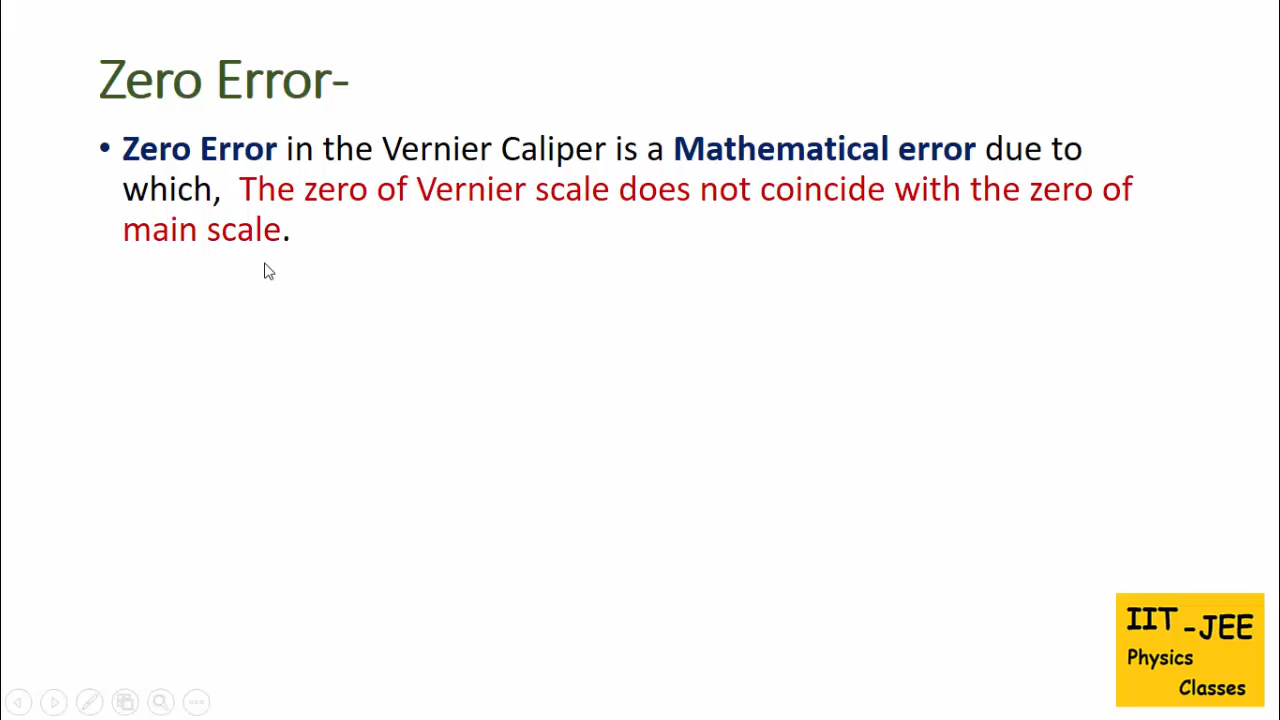 Zero Error-
• Zero Error in the Vernier Caliper is a Mathematical error due to
which, The zero of Vernier scale does not coincide with the zero of
main scale.
IIT -JEE
Physics
Classes